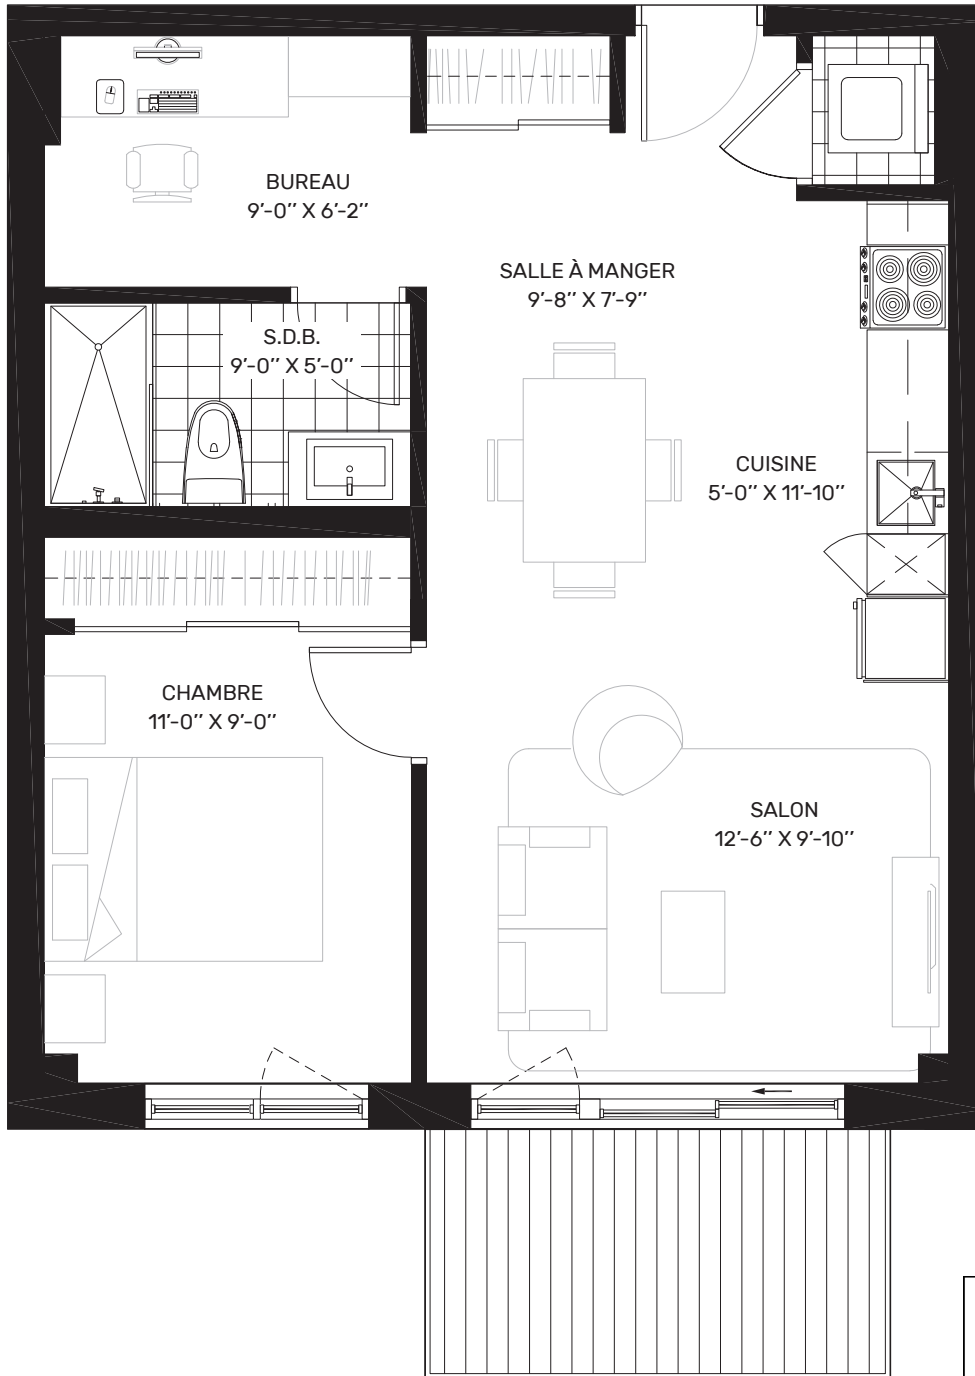 BUREAU
9'-0'' X 6'-2''
SALLE À MANGER
9'-8'' X 7'-9''
S.D.B.
9'-0'' X 5'-0''
CUISINE
5'-0'' X 11'-10''
CHAMBRE
11'-0'' X 9'-0''
SALON
12'-6'' X 9'-10''